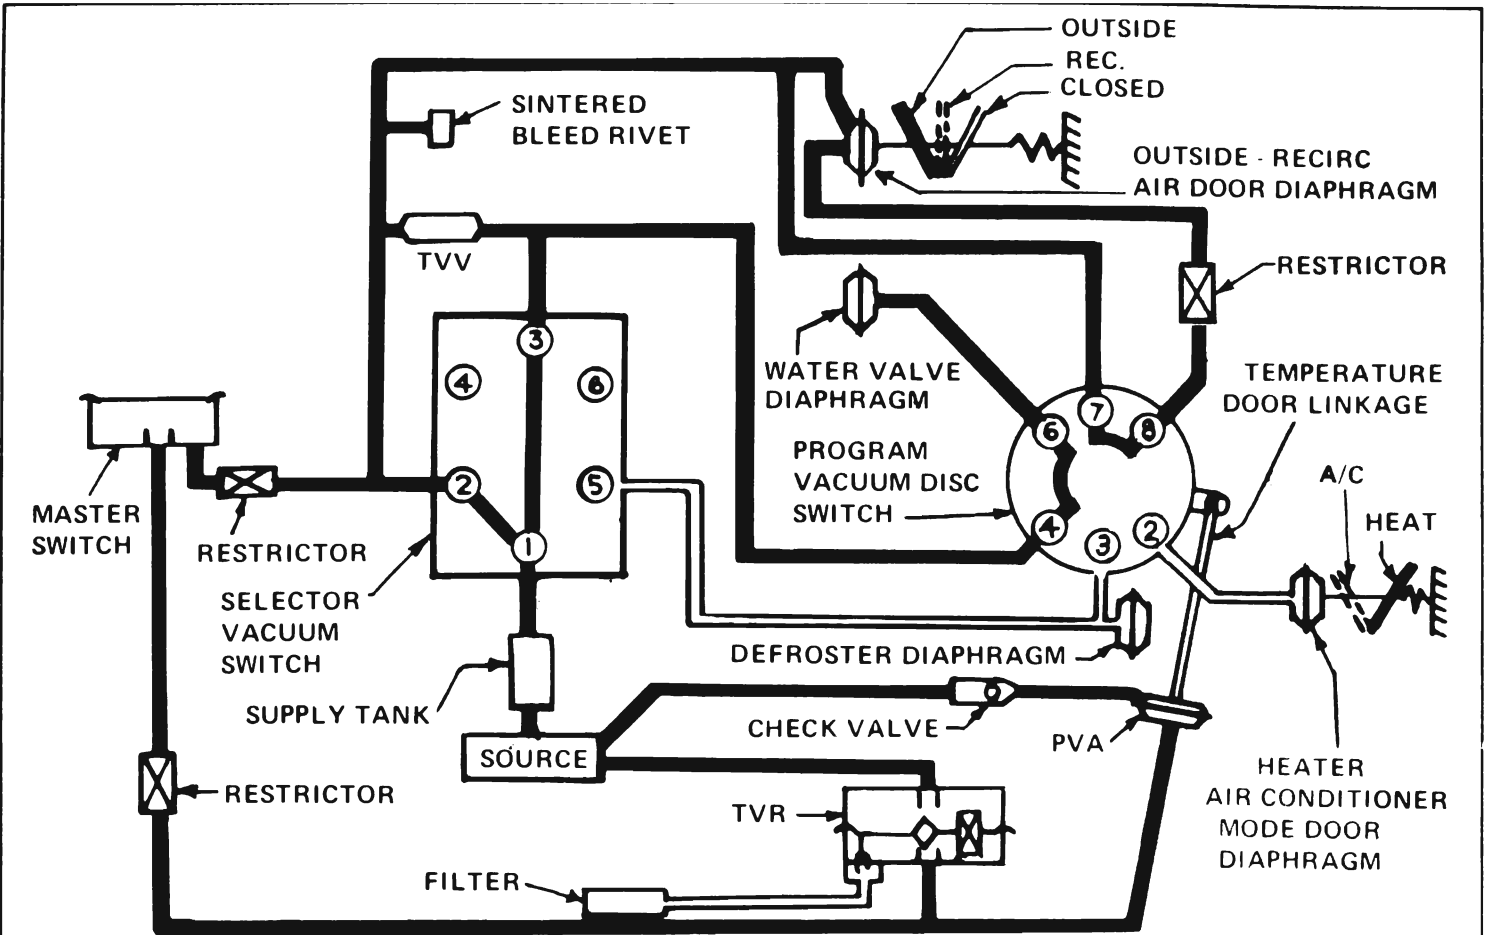 OUTSIDE
REC.
CLOSED
SINTERED
BLEED RIVET
OUTSIDE - RECIRC
AIR DOOR DIAPHRAGM
TVV
RESTRICTOR
3
4
6
WATER VALVE
DIAPHRAGM
TEMPERATURE
DOOR LINKAGE
7
6
8
PROGRAM
VACUUM DISC
SWITCH
2
5
A/C
HEAT
MASTER
SWITCH
RESTRICTOR
1
4
3
2
SELECTOR
VACUUM
SWITCH
DEFROSTER DIAPHRAGM
SUPPLY TANK
CHECK VALVE
PVA
SOURCE
HEATER
AIR CONDITIONER
MODE DOOR
DIAPHRAGM
RESTRICTOR
TVR
FILTER